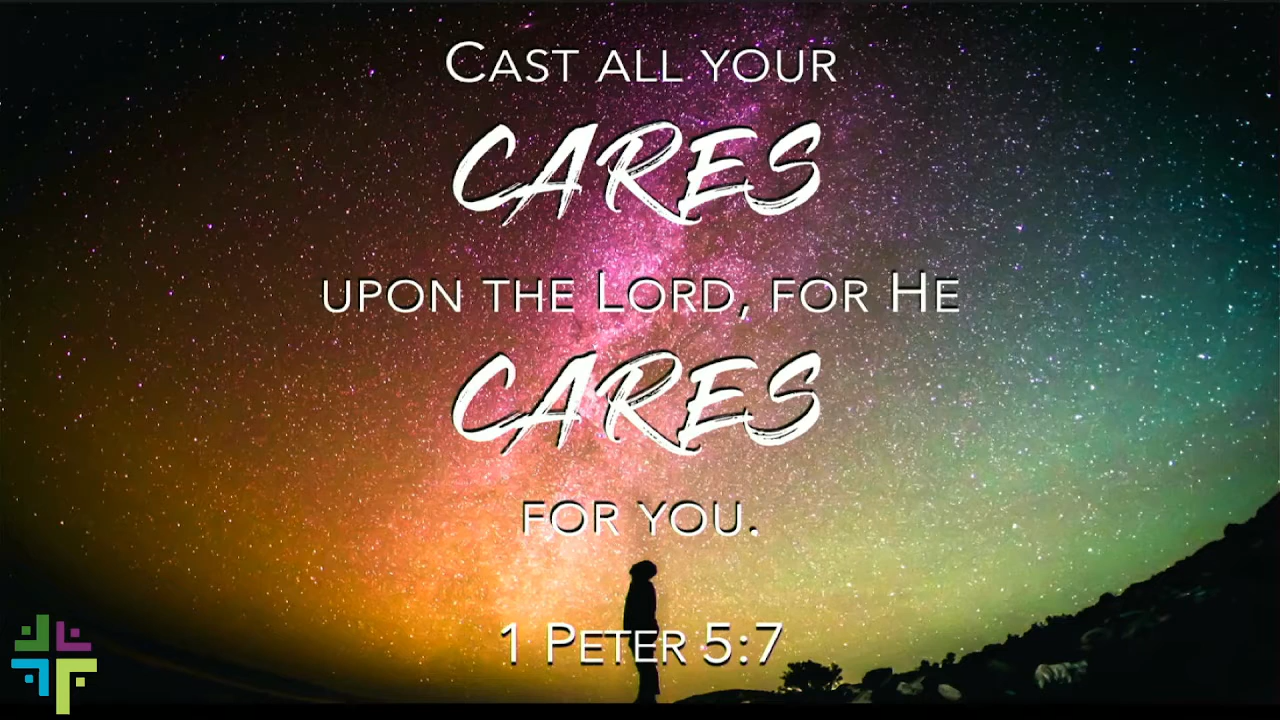 Cast all your
CARES
upon the Lord, for He
CARES
for you.
1 Peter 5:7